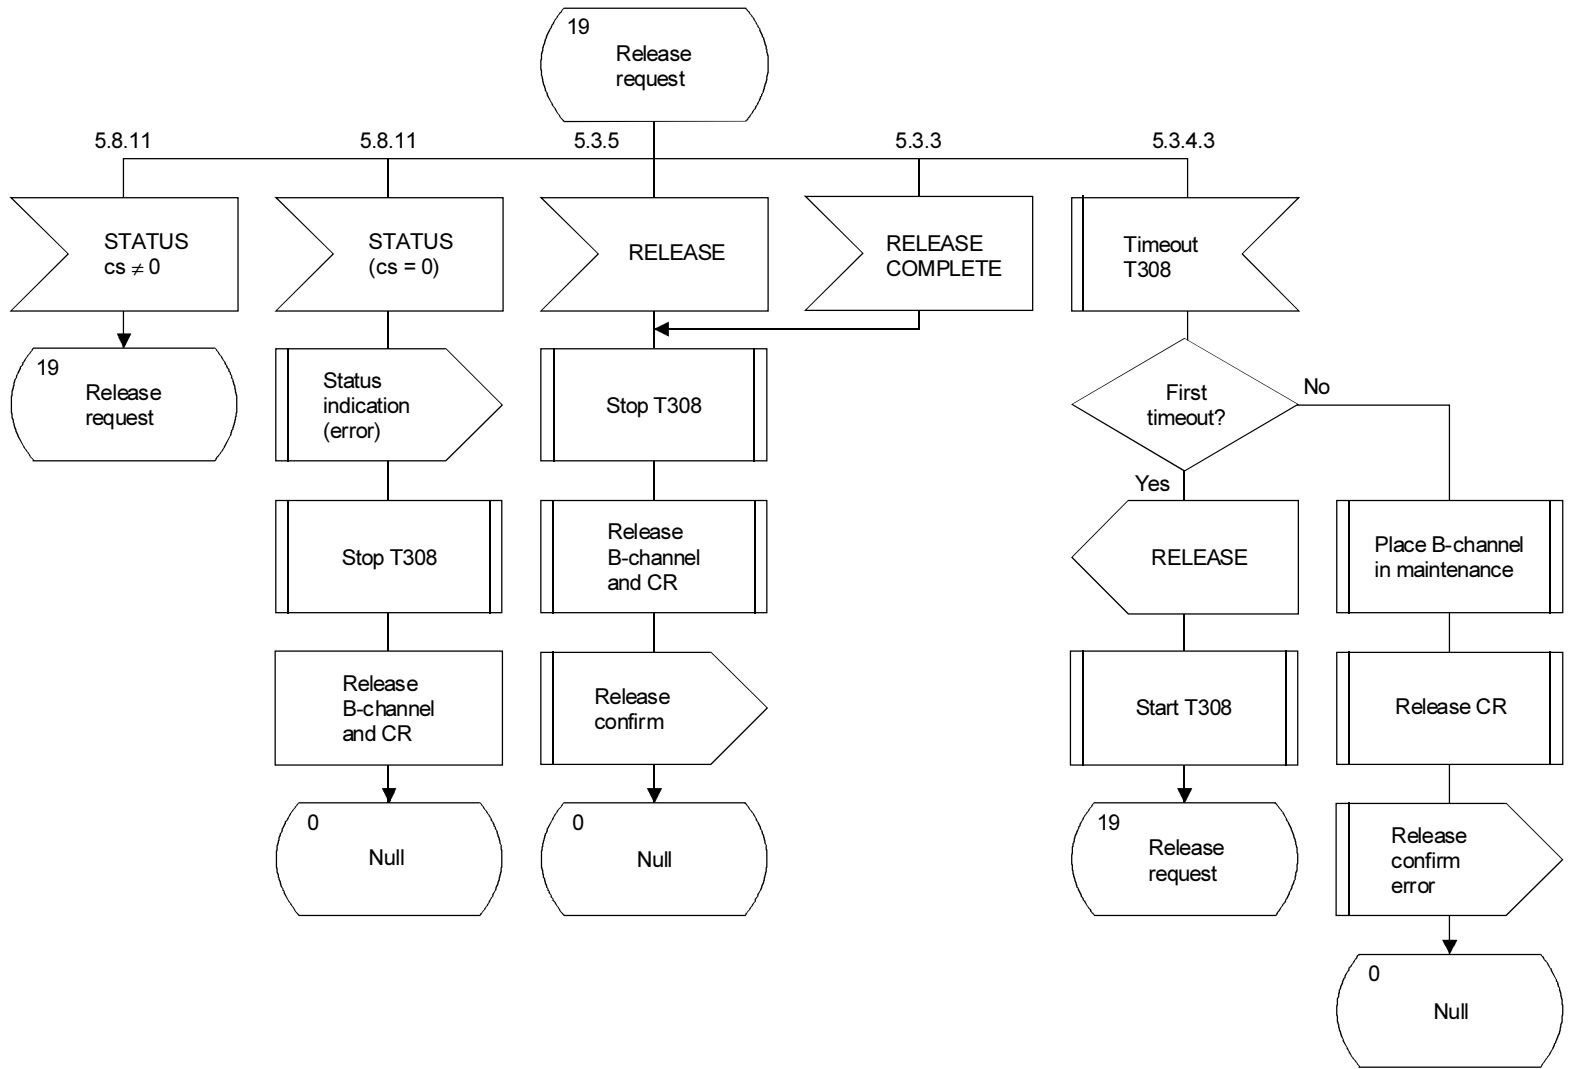 19
Release
request
5.8.11
5.8.11
5.3.5
5.3.3
5.3.4.3
STATUS
cs ≠ 0
STATUS
(cs = 0)
RELEASE
RELEASE
COMPLETE
Timeout
T308
19
Release
request
Status
indication
(error)
Stop T308
First
timeout?
No
Yes
Stop T308
Release
B-channel
and CR
RELEASE
Place B-channel
in maintenance
Release
B-channel
and CR
Release
confirm
Start T308
Release CR
0
Null
0
Null
19
Release
request
Release
confirm
error
0
Null